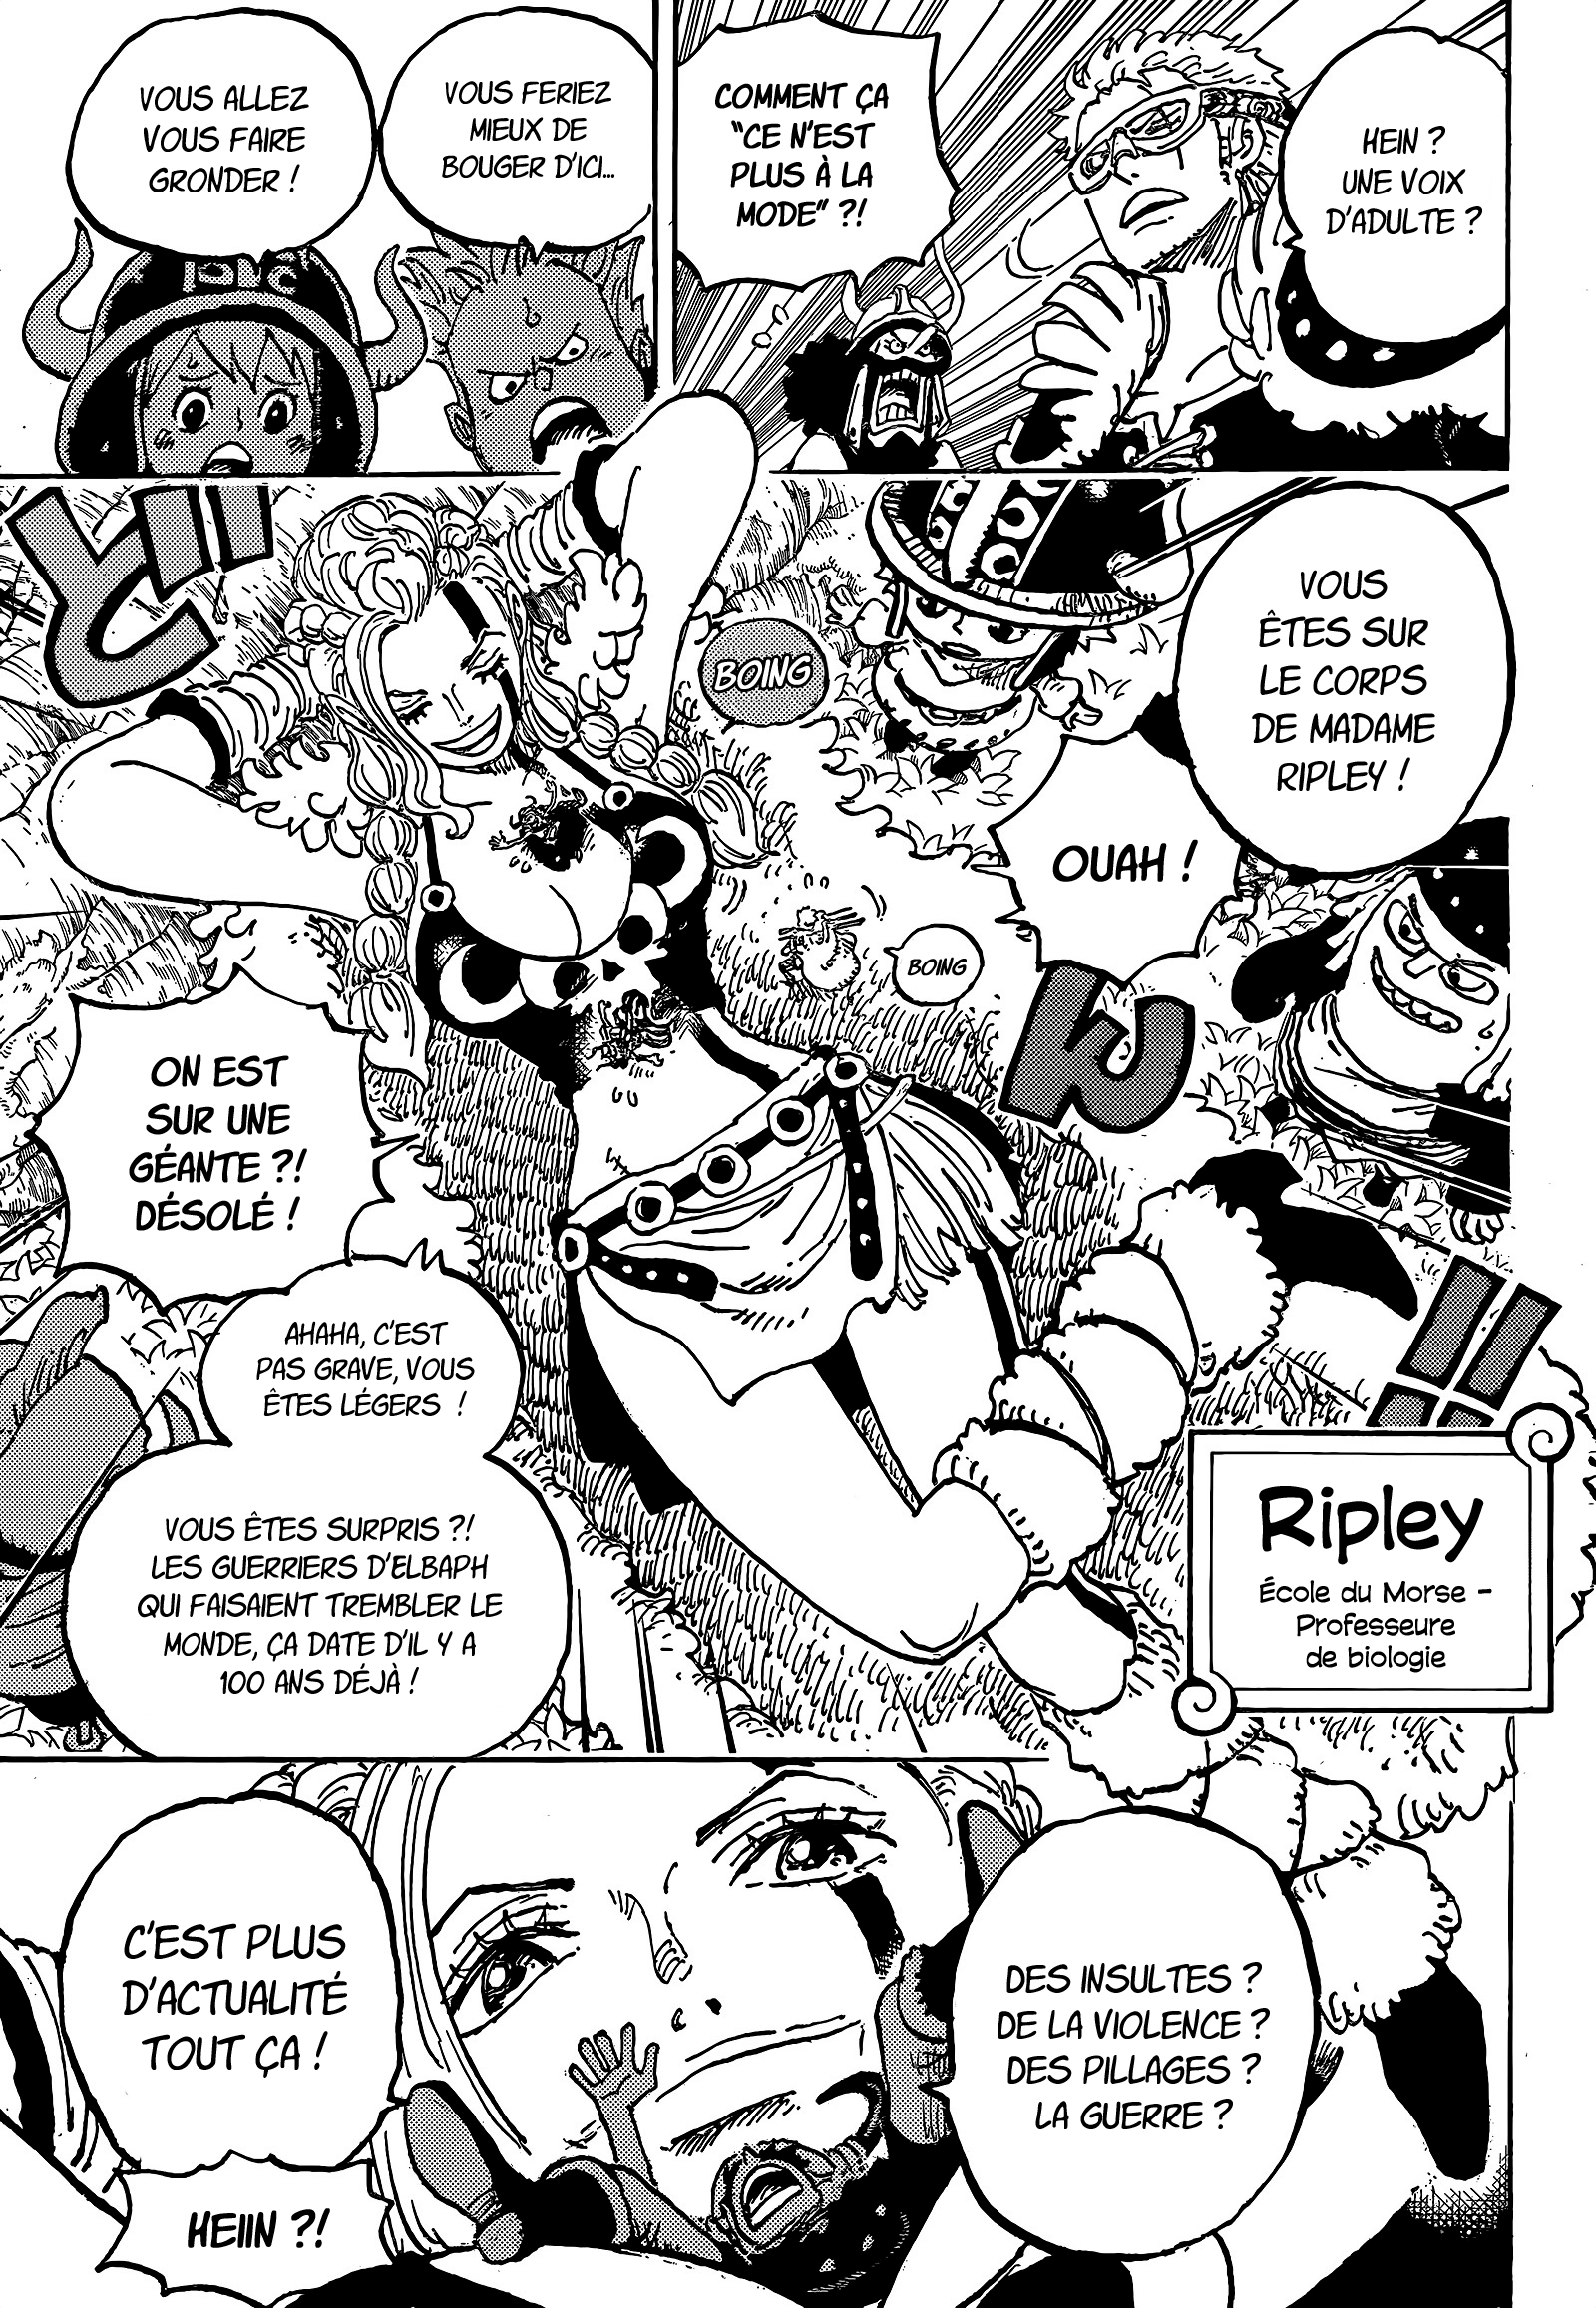 HEIN ?
UNE VOIX
D'ADULTE ?
COMMENT ÇA
"CE N'EST
PLUS À LA
MODE" ?!
VOUS FERIEZ
MIEUX DE
BOUGER D'ICI...
VOUS ALLEZ
VOUS FAIRE
GRONDER !
VOUS
ÊTES SUR
LE CORPS
DE MADAME
RIPLEY !
OUAH !
BOING
BOING
ドン!!
ON EST
SUR UNE
GÉANTE ?!
DÉSOLÉ !
AHAHA, C'EST
PAS GRAVE, VOUS
ÊTES LÉGERS !
VOUS ÊTES SURPRIS ?!
LES GUERRIERS D'ELBAPH
QUI FAISAIENT TREMBLER LE
MONDE, ÇA DATE D'IL Y A
100 ANS DÉJÀ !
Ripley
École du Morse -
Professeure
de biologie
DES INSULTES ?
DE LA VIOLENCE ?
DES PILLAGES ?
LA GUERRE ?
C'EST PLUS
D'ACTUALITÉ
TOUT ÇA !
HEIIN ?!